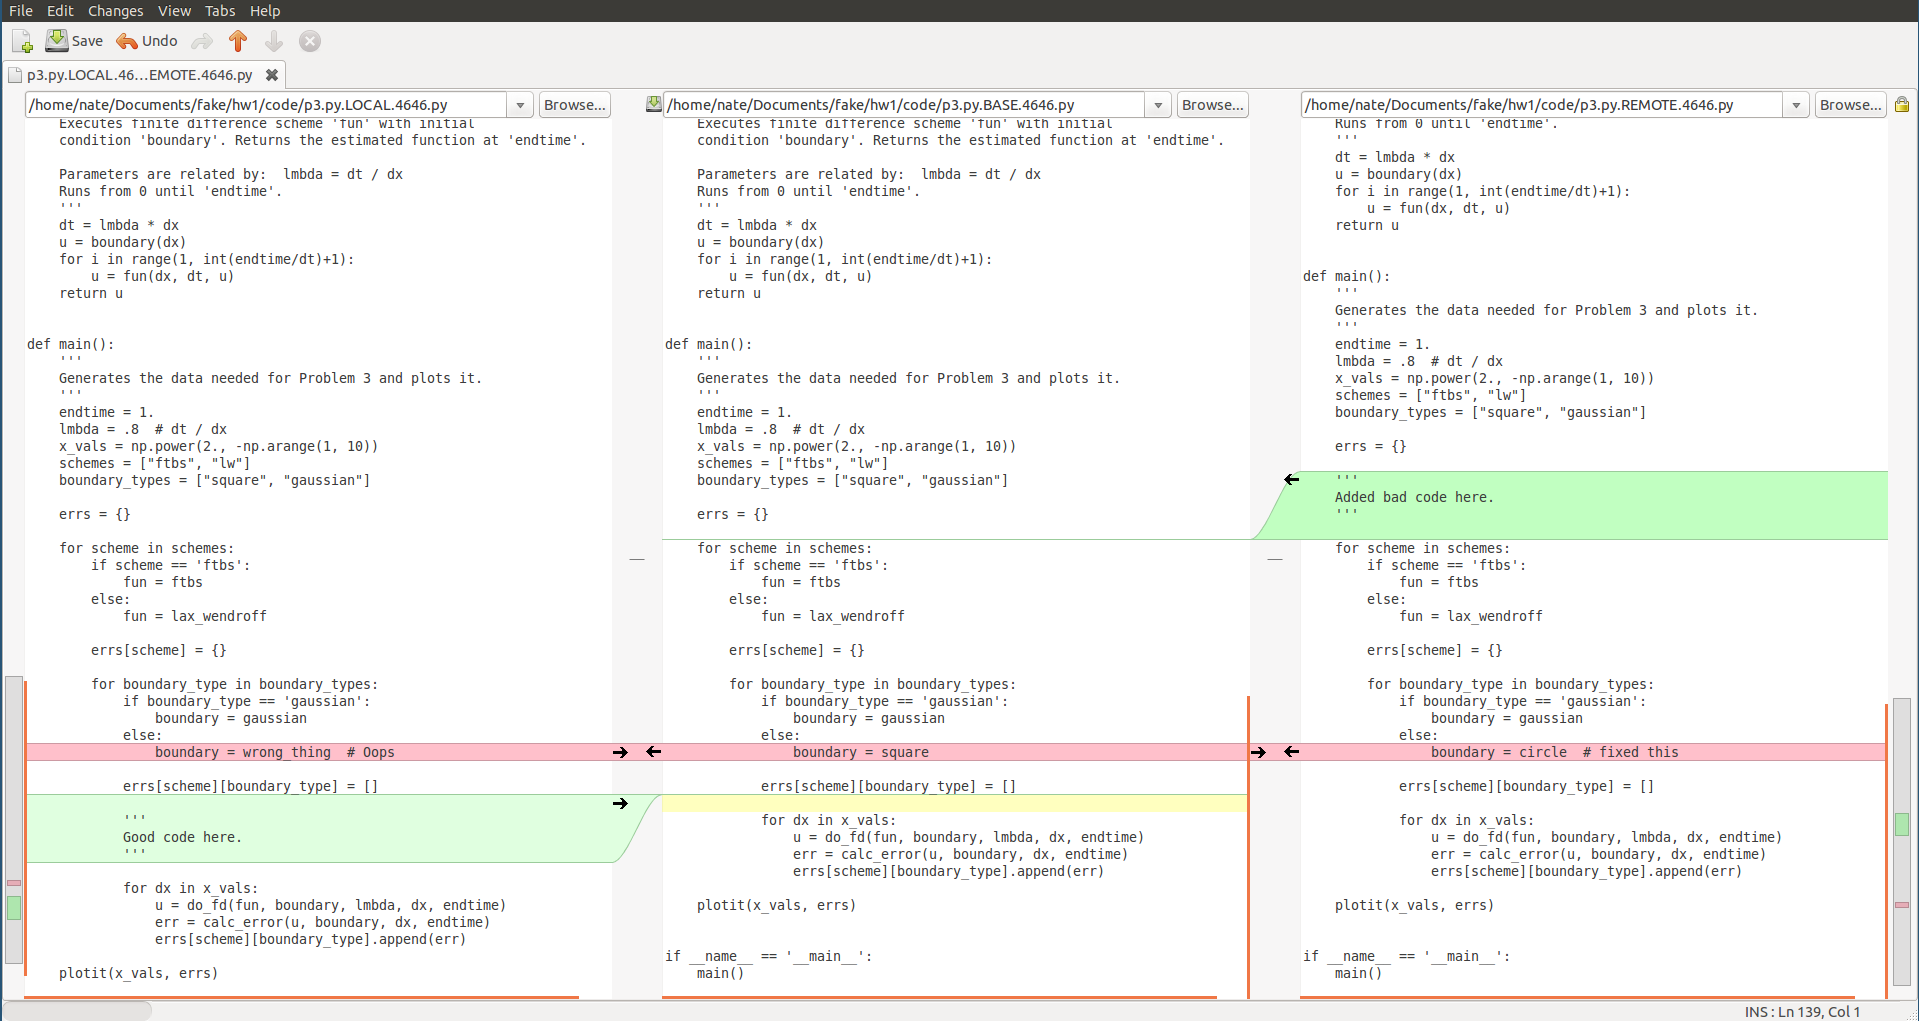 File Edit Changes View Tabs Help
Save Undo
p3.py.LOCAL.46...EMOTE.4646.py
/home/nate/Documents/fake/hw1/code/p3.py.LOCAL.4646.py Browse...
Executes finite difference scheme 'fun' with initial
condition 'boundary'. Returns the estimated function at 'endtime'.
Parameters are related by:  lmbda = dt / dx
Runs from 0 until 'endtime'.
'''
dt = lmbda * dx
u = boundary(dx)
for i in range(1, int(endtime/dt)+1):
u = fun(dx, dt, u)
return u
def main():
'''
Generates the data needed for Problem 3 and plots it.
'''
endtime = 1.
lmbda = .8  # dt / dx
x_vals = np.power(2., -np.arange(1, 10))
schemes = ["ftbs", "lw"]
boundary_types = ["square", "gaussian"]
errs = {}
for scheme in schemes:
if scheme == 'ftbs':
fun = ftbs
else:
fun = lax_wendroff
errs[scheme] = {}
for boundary_type in boundary_types:
if boundary_type == 'gaussian':
boundary = gaussian
else:
boundary = wrong_thing  # Oops
errs[scheme][boundary_type] = []
'''
Good code here.
'''
for dx in x_vals:
u = do_fd(fun, boundary, lmbda, dx, endtime)
err = calc_error(u, boundary, dx, endtime)
errs[scheme][boundary_type].append(err)
plotit(x_vals, errs)
/home/nate/Documents/fake/hw1/code/p3.py.BASE.4646.py Browse...
Executes finite difference scheme 'fun' with initial
condition 'boundary'. Returns the estimated function at 'endtime'.
Parameters are related by:  lmbda = dt / dx
Runs from 0 until 'endtime'.
'''
dt = lmbda * dx
u = boundary(dx)
for i in range(1, int(endtime/dt)+1):
u = fun(dx, dt, u)
return u
def main():
'''
Generates the data needed for Problem 3 and plots it.
'''
endtime = 1.
lmbda = .8  # dt / dx
x_vals = np.power(2., -np.arange(1, 10))
schemes = ["ftbs", "lw"]
boundary_types = ["square", "gaussian"]
errs = {}
for scheme in schemes:
if scheme == 'ftbs':
fun = ftbs
else:
fun = lax_wendroff
errs[scheme] = {}
for boundary_type in boundary_types:
if boundary_type == 'gaussian':
boundary = gaussian
else:
boundary = square
errs[scheme][boundary_type] = []
for dx in x_vals:
u = do_fd(fun, boundary, lmbda, dx, endtime)
err = calc_error(u, boundary, dx, endtime)
errs[scheme][boundary_type].append(err)
plotit(x_vals, errs)
if __name__ == '__main__':
main()
/home/nate/Documents/fake/hw1/code/p3.py.REMOTE.4646.py Browse...
Runs from 0 until 'endtime'.
'''
dt = lmbda * dx
u = boundary(dx)
for i in range(1, int(endtime/dt)+1):
u = fun(dx, dt, u)
return u
def main():
'''
Generates the data needed for Problem 3 and plots it.
'''
endtime = 1.
lmbda = .8  # dt / dx
x_vals = np.power(2., -np.arange(1, 10))
schemes = ["ftbs", "lw"]
boundary_types = ["square", "gaussian"]
errs = {}
'''
Added bad code here.
'''
for scheme in schemes:
if scheme == 'ftbs':
fun = ftbs
else:
fun = lax_wendroff
errs[scheme] = {}
for boundary_type in boundary_types:
if boundary_type == 'gaussian':
boundary = gaussian
else:
boundary = circle  # fixed this
errs[scheme][boundary_type] = []
for dx in x_vals:
u = do_fd(fun, boundary, lmbda, dx, endtime)
err = calc_error(u, boundary, dx, endtime)
errs[scheme][boundary_type].append(err)
plotit(x_vals, errs)
if __name__ == '__main__':
main()
INS : Ln 139, Col 1